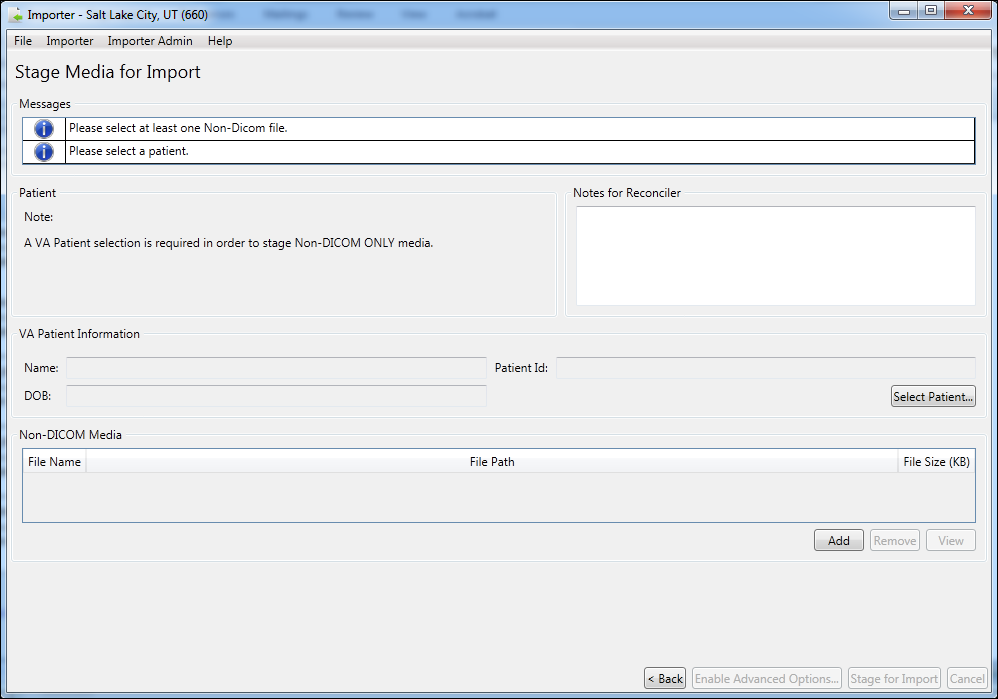 Importer - Salt Lake City, UT (660)
File Importer Importer Admin Help
Stage Media for Import
Messages
Please select at least one Non-Dicom file.
Please select a patient.
Patient
Note:
A VA Patient selection is required in order to stage Non-DICOM ONLY media.
Notes for Reconciler
VA Patient Information
Name:
Patient Id:
DOB:
Select Patient...
Non-DICOM Media
File Name File Path File Size (KB)
Add Remove View
< Back Enable Advanced Options... Stage for Import Cancel